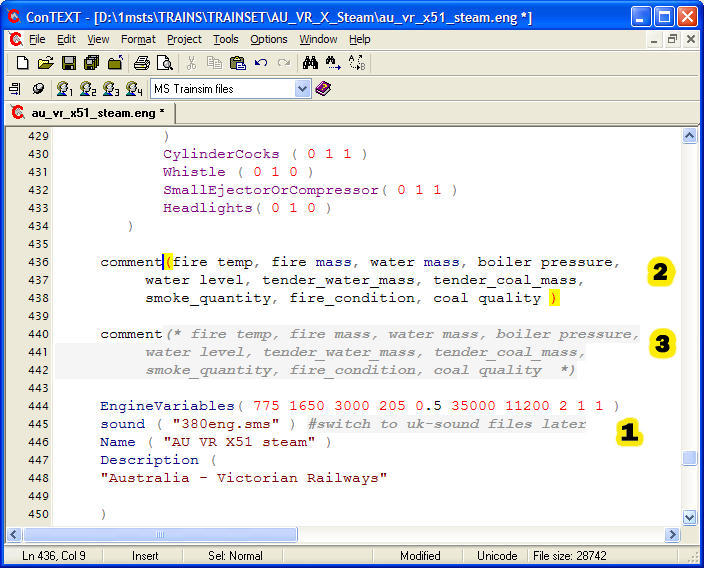 ConTEXT - [D:\1msts\TRAINS\TRAINSET\AU_VR_X_Steam\au_vr_x51_steam.eng *]
File Edit View Format Project Tools Options Window Help
1 2 3 4 MS Trainsim files
au_vr_x51_steam.eng *
429 )
430 CylinderCocks ( 0 1 1 )
431 Whistle ( 0 1 0 )
432 SmallEjectorOrCompressor( 0 1 1 )
433 Headlights( 0 1 0 )
434 )
435
436 comment(fire temp, fire mass, water mass, boiler pressure,
437 water level, tender_water_mass, tender_coal_mass,
438 smoke_quantity, fire_condition, coal quality )
2
439
440 comment(* fire temp, fire mass, water mass, boiler pressure,
441 water level, tender_water_mass, tender_coal_mass,
442 smoke_quantity, fire_condition, coal quality *)
3
443
444 EngineVariables( 775 1650 3000 205 0.5 35000 11200 2 1 1 )
445 sound ( "380eng.sms" ) #switch to uk-sound files later
1
446 Name ( "AU VR X51 steam" )
447 Description (
448 "Australia - Victorian Railways"
449
450 )
Ln 436, Col 9 Insert Sel: Normal Modified Unicode File size: 28742